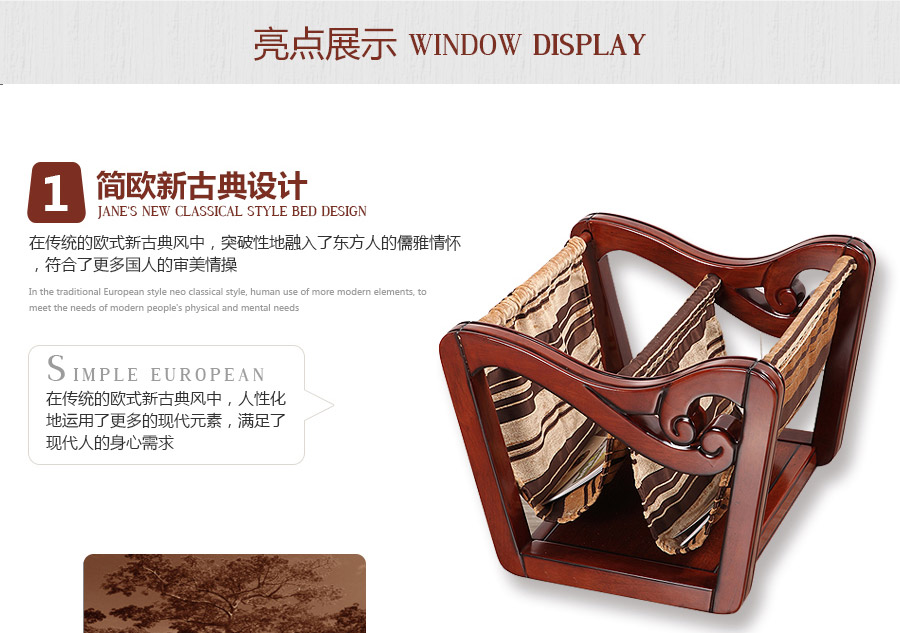 亮点展示 WINDOW DISPLAY
1 简欧新古典设计
JANE'S NEW CLASSICAL STYLE BED DESIGN
在传统的欧式新古典风中，突破性地融入了东方人的儒雅情怀
，符合了更多国人的审美情操
In the traditional European style neo classical style, human use of more modern elements, to
meet the needs of modern people's physical and mental needs
SIMPLE EUROPEAN
在传统的欧式新古典风中，人性化
地运用了更多的现代元素，满足了
现代人的身心需求